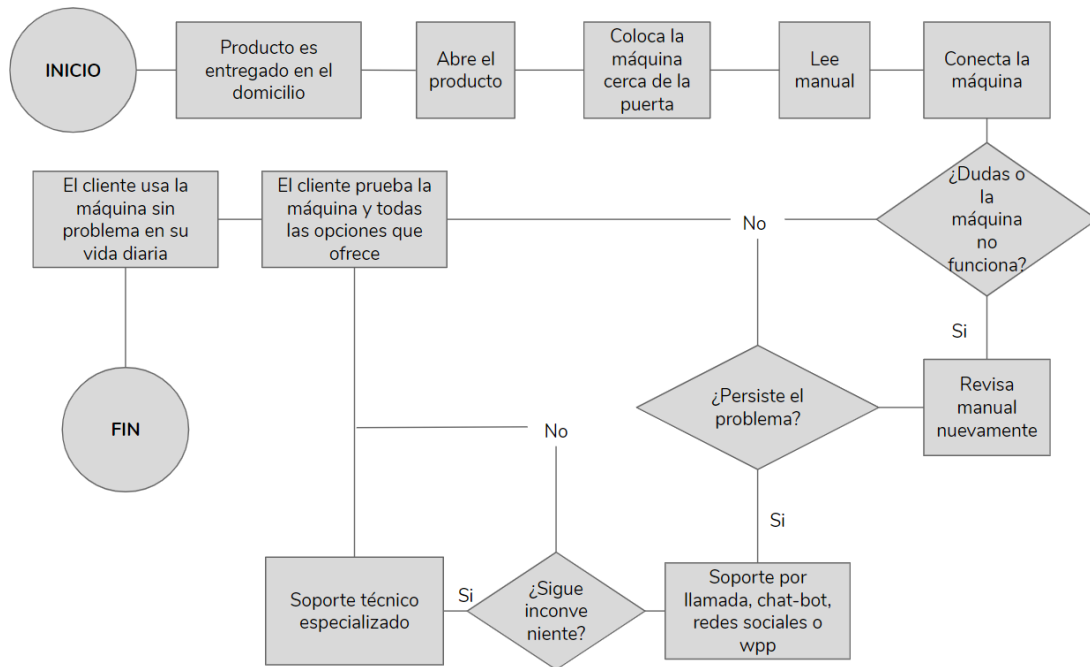 INICIO
Producto es
entregado en el
domicilio
Abre el
producto
Coloca la
máquina
cerca de la
puerta
Lee
manual
Conecta la
máquina
¿Dudas o
la
máquina
no
funciona?
No
Si
El cliente prueba la
máquina y todas
las opciones que
ofrece
El cliente usa la
máquina sin
problema en su
vida diaria
FIN
Revisa
manual
nuevamente
¿Persiste el
problema?
Si
Soporte por
llamada, chat-bot,
redes sociales o
wpp
¿Sigue
inconve
niente?
No
Si
Soporte técnico
especializado